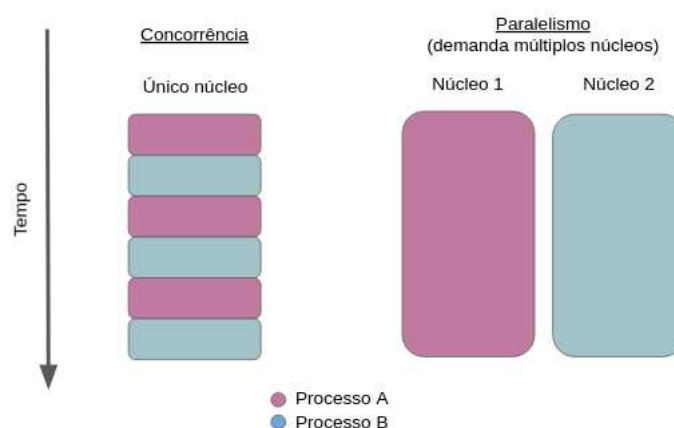 Concorrência
Paralelismo
(demanda múltiplos núcleos)
Único núcleo
Núcleo 1
Núcleo 2
Tempo
Processo A
Processo B